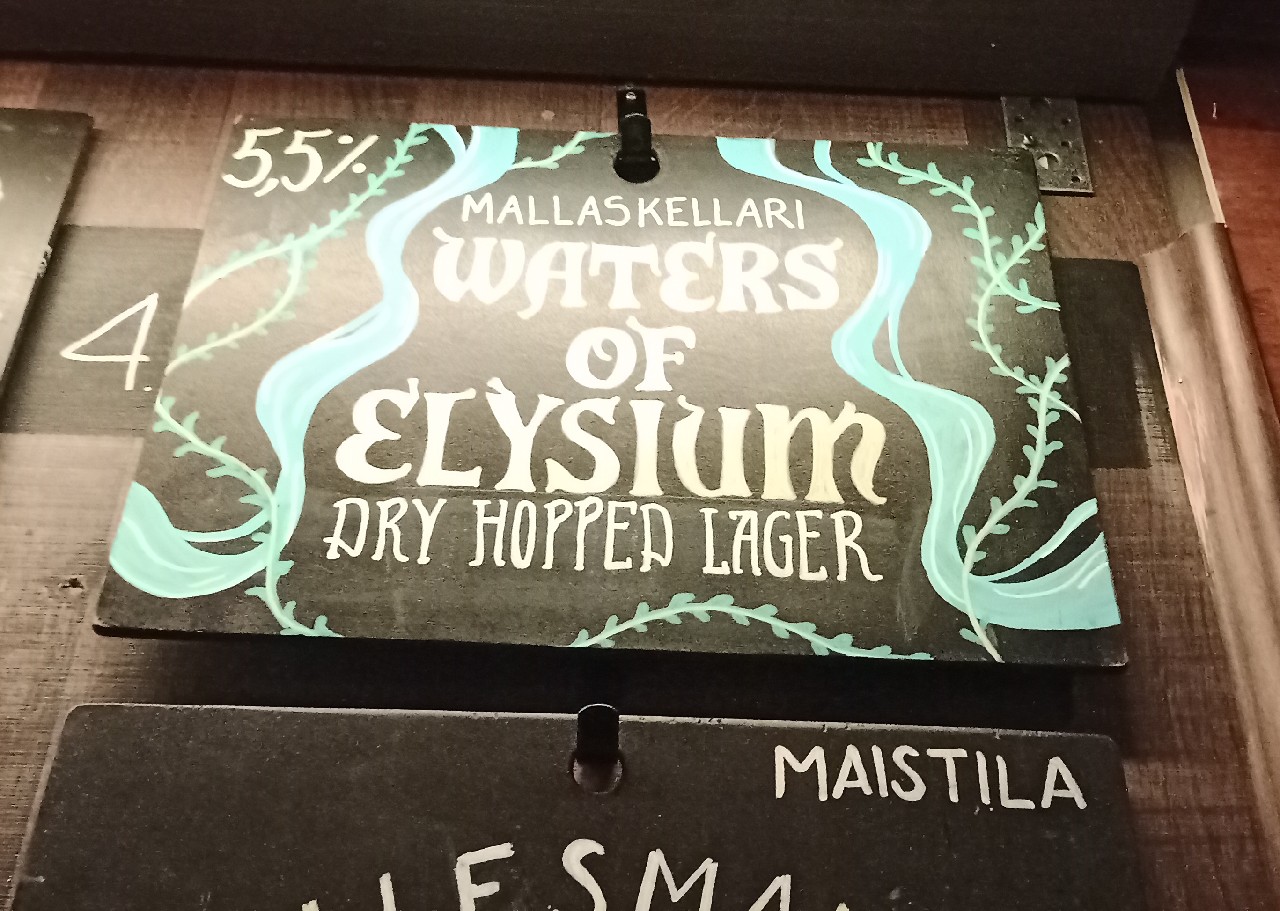 5,5%
MALLASKELLARI
WATERS
OF
ELYSIUM
DRY HOPPED LAGER
4.
MAISTILA